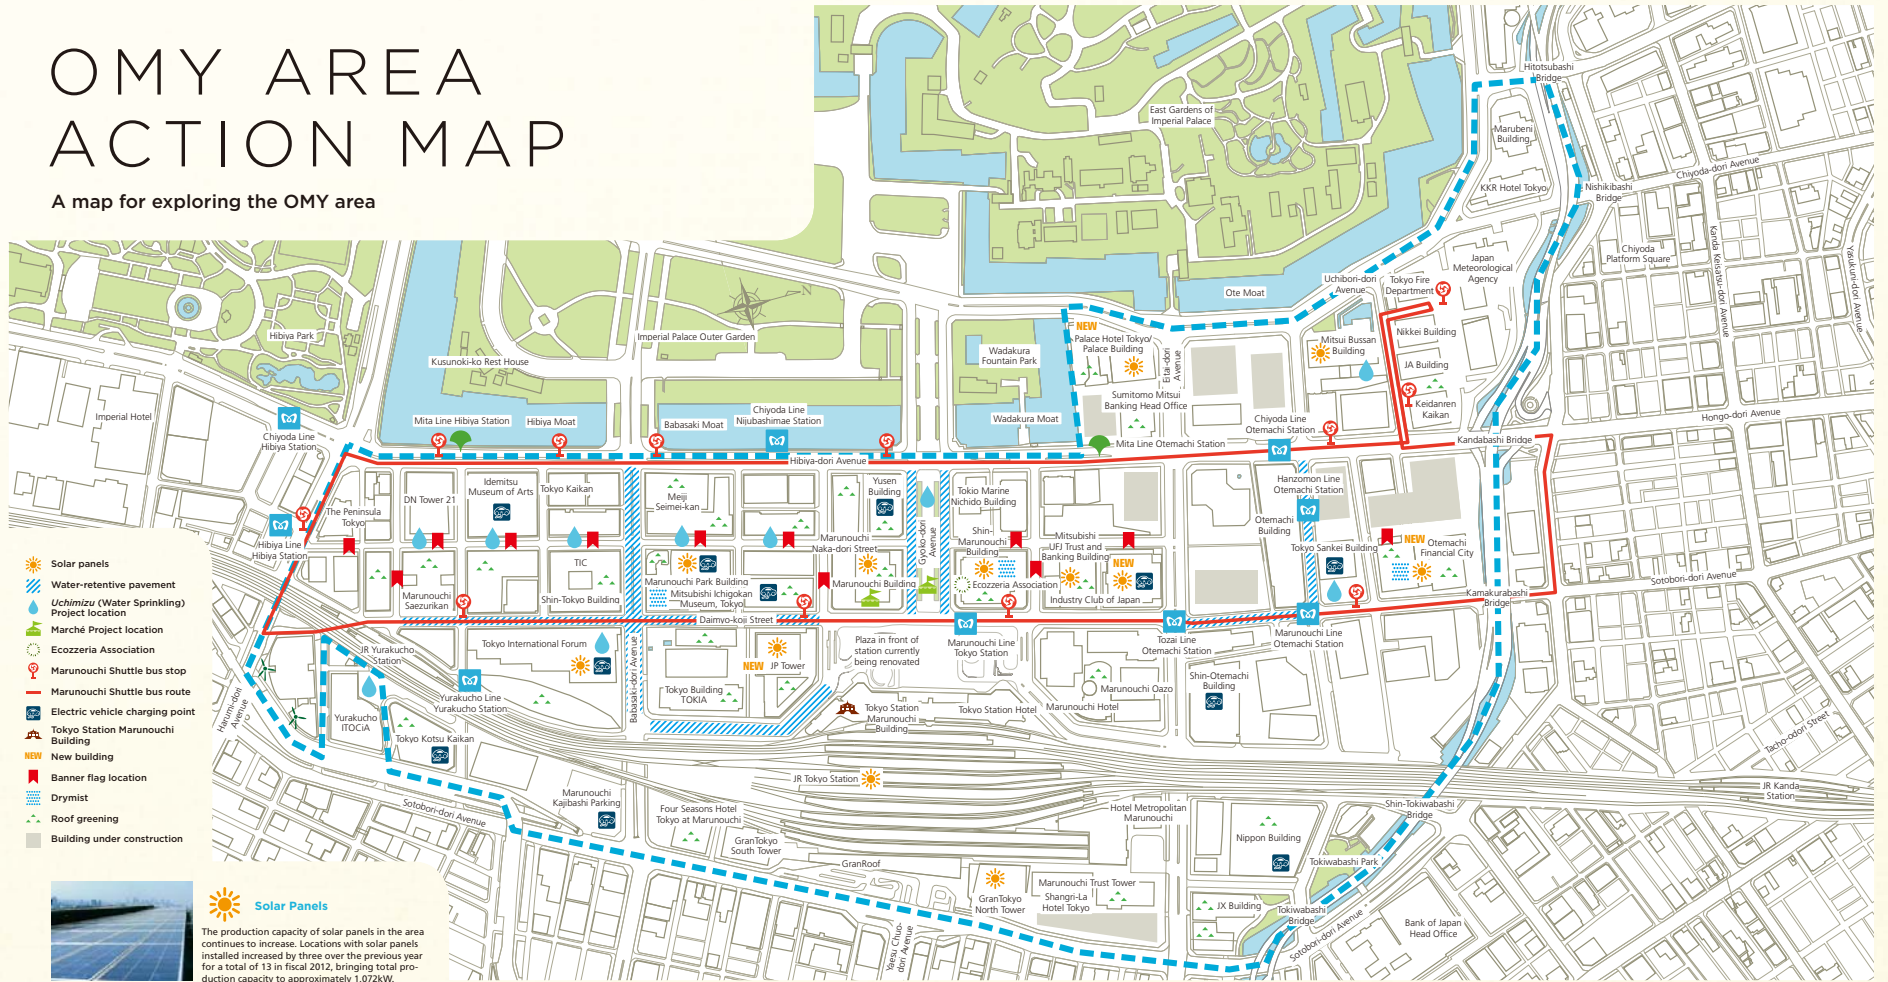 OMY AREA
ACTION MAP
A map for exploring the OMY area
Hitotsubashi
Bridge
East Gardens of
Imperial Palace
Marubeni
Building
Chiyoda-dori Avenue
KKR Hotel Tokyo
Nishikibashi
Bridge
Kanda Keisatsu-dori Avenue
Yasukuni-dori Avenue
Chiyoda
Platform Square
Japan
Meteorological
Agency
Uchibori-dori
Avenue
Tokyo Fire
Department
Ote Moat
N
Hibiya Park
Imperial Palace Outer Garden
NEW
Palace Hotel Tokyo/
Palace Building
Nikkei Building
Mitsui Bussan
Building
Kusunoki-ko Rest House
Wadakura
Fountain Park
Eitai-dori
Avenue
JA Building
Sumitomo Mitsui
Banking Head Office
Keidanren
Kaikan
Imperial Hotel
Chiyoda Line
Hibiya Station
Mita Line Hibiya Station
Hibiya Moat
Babasaki Moat
Chiyoda Line
Nijubashimae Station
Wadakura Moat
Chiyoda Line
Otemachi Station
Hongo-dori Avenue
Mita Line Otemachi Station
Kandabashi Bridge
Hibiya-dori Avenue
Idemitsu
Museum of Arts
Tokyo Kaikan
DN Tower 21
Meiji
Seimei-kan
Yusen
Building
Tokio Marine
Nichido Building
Hanzomon Line
Otemachi Station
The Peninsula
Tokyo
Otemachi
Building
Gyoko-dori
Avenue
Hibiya Line
Hibiya Station
Marunouchi
Naka-dori Street
Shin-
Marunouchi
Building
Mitsubishi
UFJ Trust and
Banking Building
Tokyo Sankei Building
NEW
Otemachi
Financial City
TIC
NEW
Marunouchi Park Building
Marunouchi Building
Ecozzeria Association
Sotobori-dori Avenue
Marunouchi
Saezurikan
Shin-Tokyo Building
Mitsubishi Ichigokan
Museum, Tokyo
Industry Club of Japan
Kamakurabashi
Bridge
Daimyo-koji Street
JR Yurakucho
Station
Tokyo International Forum
Babasaki-dori Avenue
Plaza in front of
station currently
being renovated
Marunouchi Line
Tokyo Station
Tozai Line
Otemachi Station
Marunouchi Line
Otemachi Station
NEW
JP Tower
Harumi-dori
Avenue
Yurakucho Line
Yurakucho Station
Tokyo Building
TOKIA
Marunouchi Oazo
Shin-Otemachi
Building
Yurakucho
ITOCiA
Tokyo Station
Marunouchi
Building
Tokyo Station Hotel
Marunouchi Hotel
Tokyo Kotsu Kaikan
Tacho-odori Street
JR Tokyo Station
JR Kanda
Station
Sotobori-dori Avenue
Marunouchi
Kajibashi Parking
Four Seasons Hotel
Tokyo at Marunouchi
Hotel Metropolitan
Marunouchi
Shin-Tokiwabashi
Bridge
GranTokyo
South Tower
Nippon Building
GranRoof
Tokiwabashi Park
Marunouchi Trust Tower
Shangri-La
Hotel Tokyo
GranTokyo
North Tower
JX Building
Tokiwabashi
Bridge
Bank of Japan
Head Office
Yaesu Chuo-
dori Avenue
Sotobori-dori Avenue
Solar panels
Water-retentive pavement
Uchimizu (Water Sprinkling)
Project location
Marché Project location
Ecozzeria Association
Marunouchi Shuttle bus stop
Marunouchi Shuttle bus route
Electric vehicle charging point
Tokyo Station Marunouchi
Building
NEW New building
Banner flag location
Drymist
Roof greening
Building under construction
Solar Panels
The production capacity of solar panels in the area
continues to increase. Locations with solar panels
installed increased by three over the previous year
for a total of 13 in fiscal 2012, bringing total pro-
duction capacity to approximately 1,072kW.